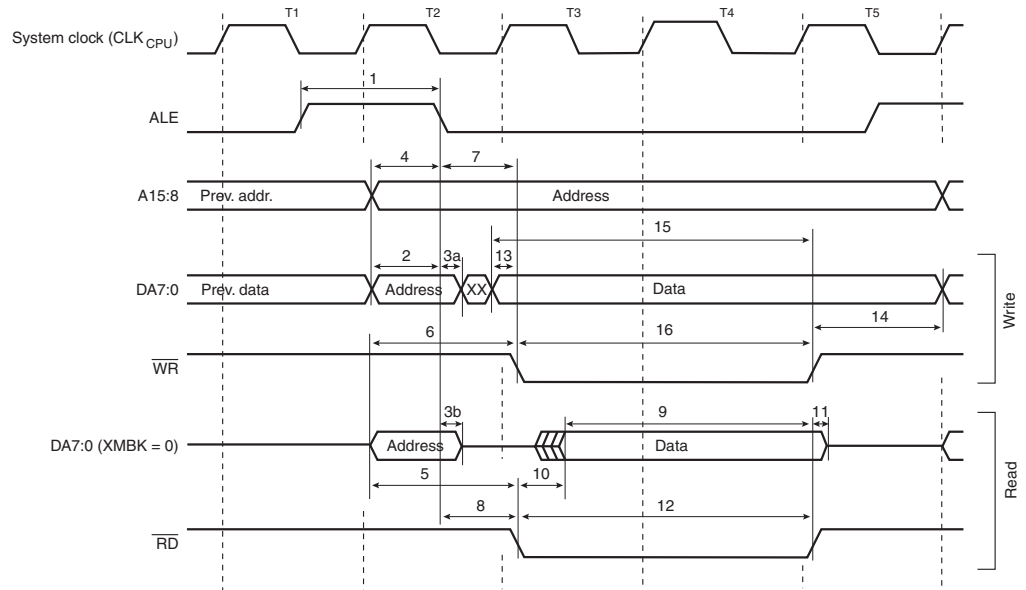 T1 T2 T3 T4 T5
System clock (CLK CPU)
1
ALE
4 7
A15:8 Prev. addr. Address
15
2 3a 13
DA7:0 Prev. data Address XX Data
14
6 16
WR
Write
3b 9 11
DA7:0 (XMBK = 0) Address Data
5 10
8 12
RD
Read